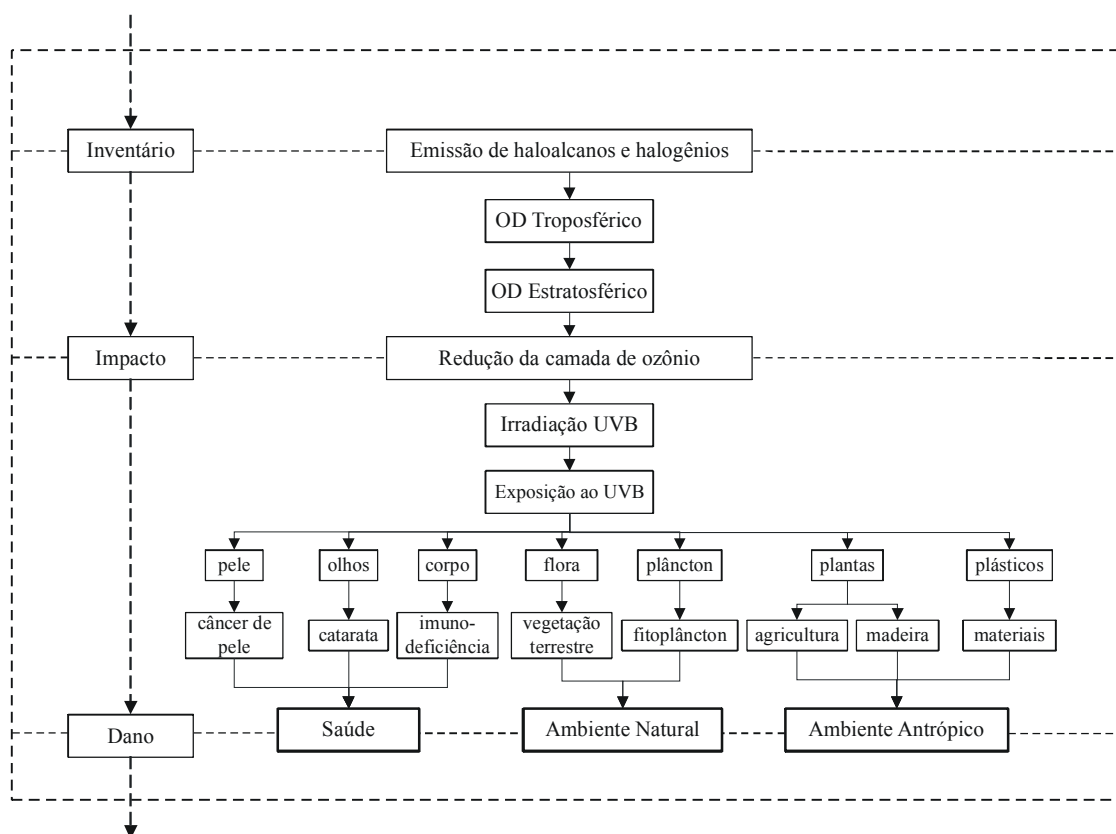 Inventário
Emissão de haloalcanos e halogênios
OD Troposférico
OD Estratosférico
Impacto
Redução da camada de ozônio
Irradiação UVB
Exposição ao UVB
pele
olhos
corpo
flora
plâncton
plantas
plásticos
câncer de
pele
catarata
imuno-
deficiência
vegetação
terrestre
fitoplâncton
agricultura
madeira
materiais
Dano
Saúde
Ambiente Natural
Ambiente Antrópico